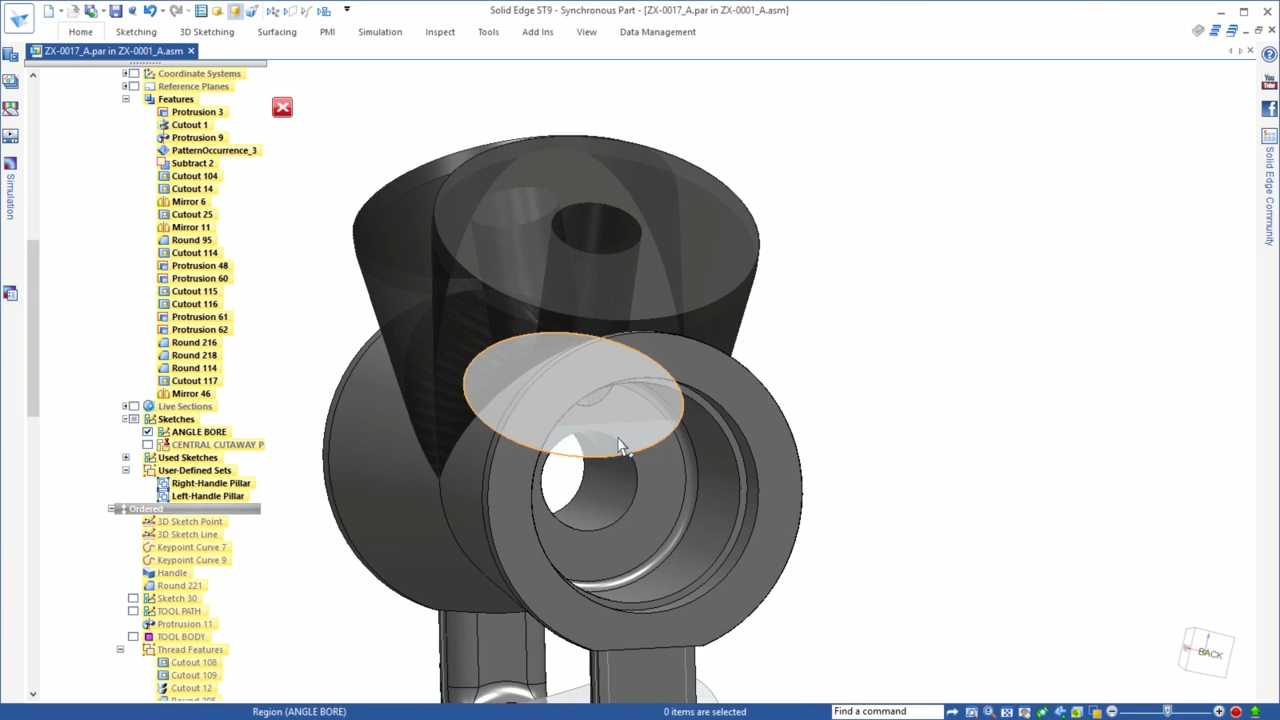 Solid Edge ST9 - Synchronous Part - [ZX-0017_A.par in ZX-0001_A.asm]
Home
Sketching
3D Sketching
Surfacing
PMI
Simulation
Inspect
Tools
Add Ins
View
Data Management
ZX-0017_A.par in ZX-0001_A.asm
Coordinate Systems
Reference Planes
Features
Protrusion 3
Cutout 1
Protrusion 9
PatternOccurrence_3
Subtract 2
Cutout 104
Cutout 14
Mirror 6
Cutout 25
Mirror 11
Round 95
Cutout 114
Protrusion 48
Protrusion 60
Cutout 115
Cutout 116
Protrusion 61
Protrusion 62
Round 216
Round 218
Round 114
Cutout 117
Mirror 46
Live Sections
Sketches
ANGLE BORE
CENTRAL CUTAWAY P
Used Sketches
User-Defined Sets
Right-Handle Pillar
Left-Handle Pillar
Ordered
3D Sketch Point
3D Sketch Line
Keypoint Curve 7
Keypoint Curve 9
Handle
Round 221
Sketch 30
TOOL PATH
Protrusion 11
TOOL BODY
Thread Features
Cutout 108
Cutout 109
Cutout 12
Simulation
You
Tube
Solid Edge Community
BACK
Region (ANGLE BORE)
0 items are selected
Find a command